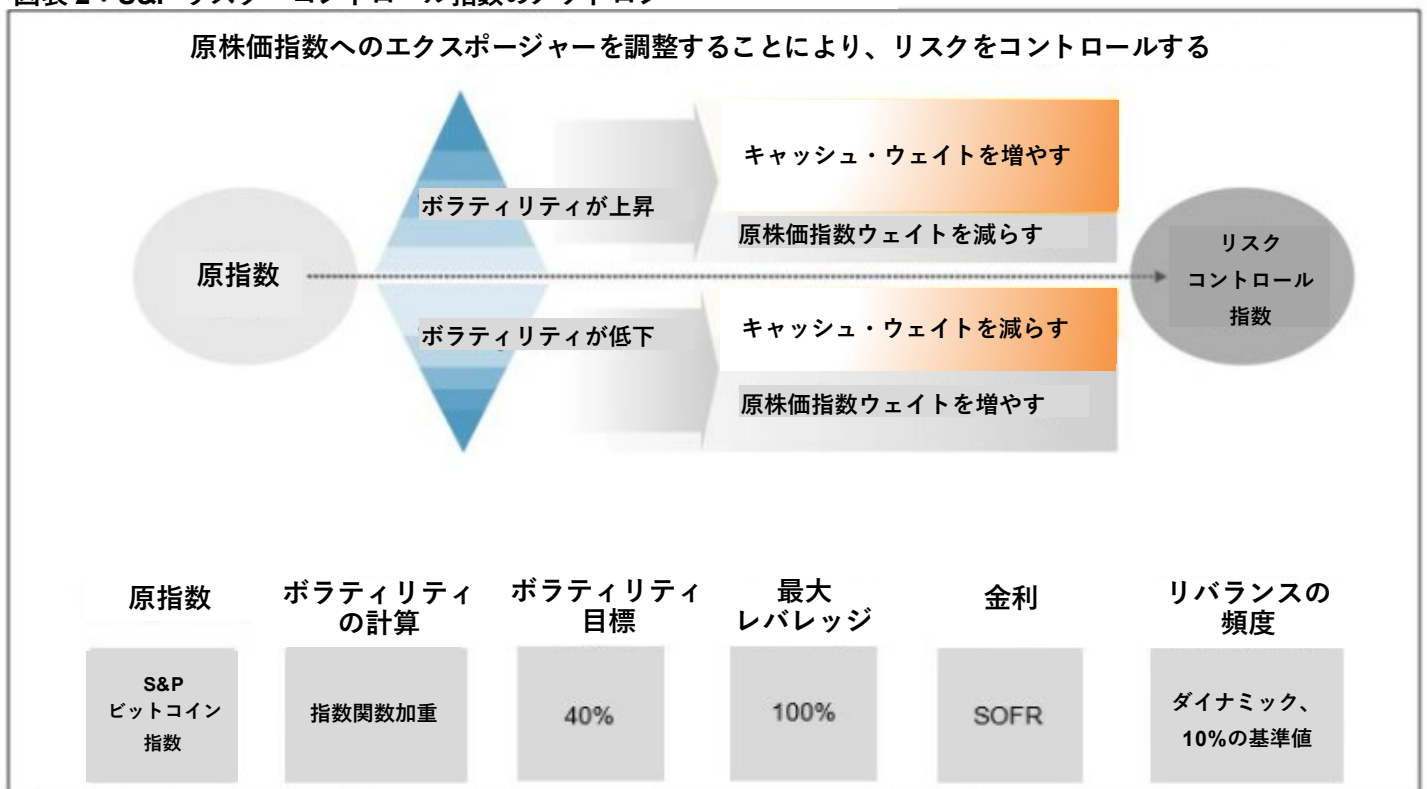 原株価指数へのエクスポージャーを調整することにより、リスクをコントロールする
キャッシュ・ウェイトを増やす
ボラティリティが上昇
原株価指数ウェイトを減らす
原指数
リスク
コントロール
指数
ボラティリティが低下
キャッシュ・ウェイトを減らす
原株価指数ウェイトを増やす
原指数
ボラティリティ
の計算
ボラティリティ
目標
最大
レバレッジ
金利
リバランスの
頻度
S&P
ビットコイン
指数
指数関数加重
40%
100%
SOFR
ダイナミック、
10%の基準値